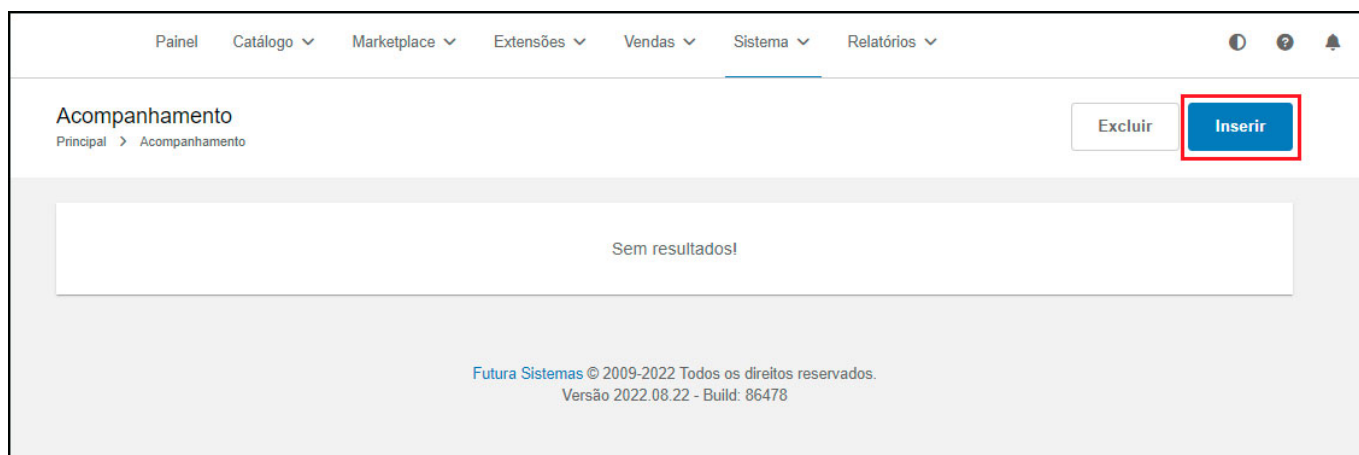 Painel Catálogo Marketplace Extensões Vendas Sistema Relatórios
Acompanhamento
Principal > Acompanhamento
Excluir Inserir
Sem resultados!
Futura Sistemas © 2009-2022 Todos os direitos reservados.
Versão 2022.08.22 - Build: 86478